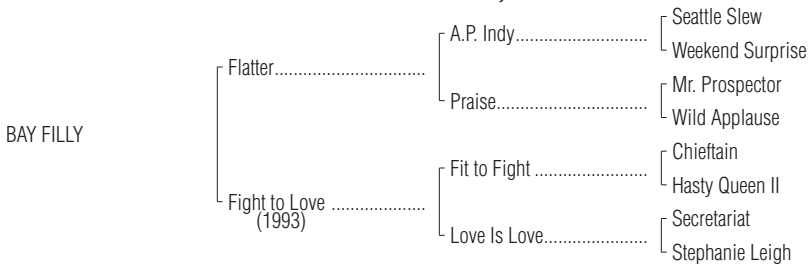 Seattle Slew
A.P. Indy..............................
Weekend Surprise
Flatter..................................
Mr. Prospector
Praise..................................
Wild Applause
BAY FILLY
Chieftain
Fit to Fight .........................
Hasty Queen II
Fight to Love .....................
(1993)
Secretariat
Love Is Love.......................
Stephanie Leigh